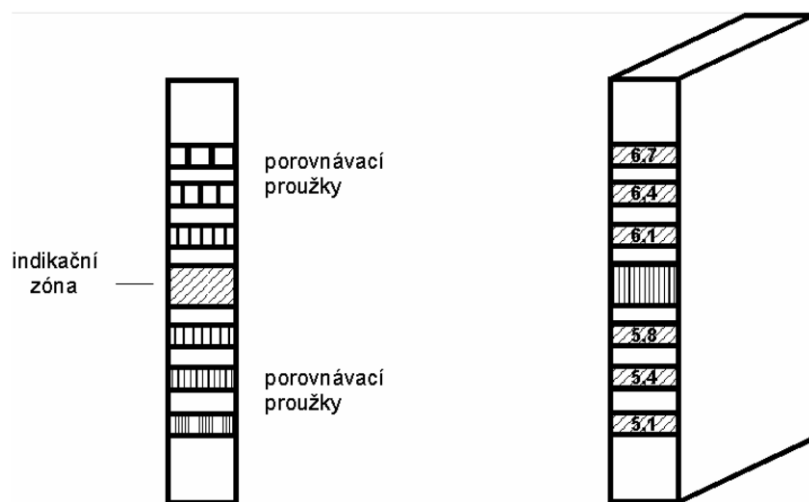 porovnávací
proužky
indikační
zóna
porovnávací
proužky
6.7
6.4
6.1
5.8
5.4
5.1